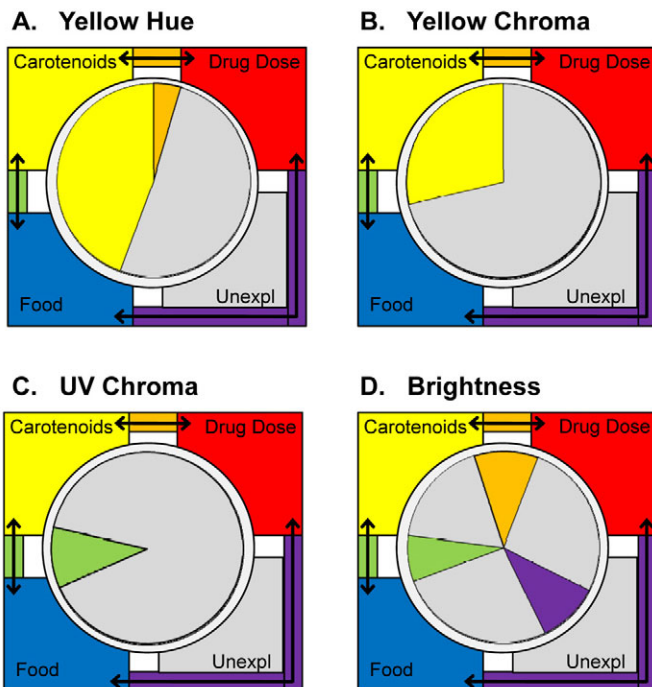 A. Yellow Hue
B. Yellow Chroma
Carotenoids
Drug Dose
Food
Unexpl
Carotenoids
Drug Dose
Food
Unexpl
C. UV Chroma
D. Brightness
Carotenoids
Drug Dose
Food
Unexpl
Carotenoids
Drug Dose
Food
Unexpl